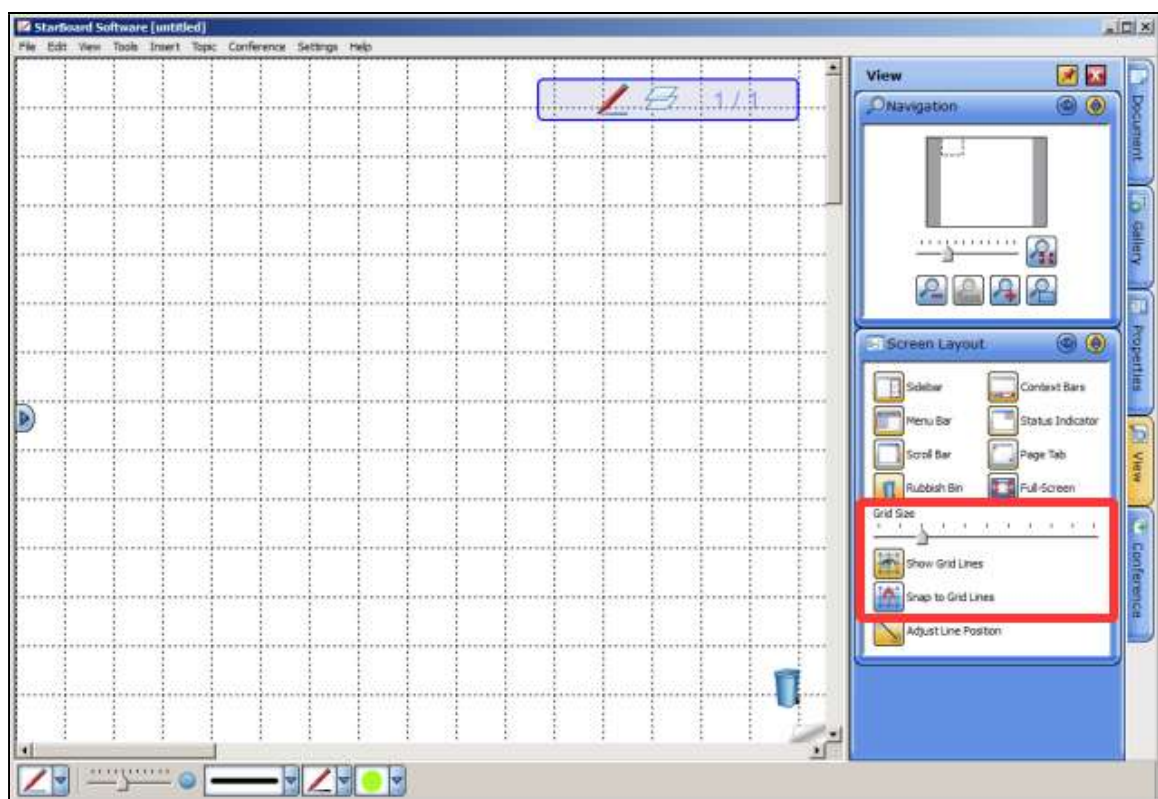 StarBoard Software [untitled]
File Edit View Tools Insert Topic Conference Settings Help
1 / 1
View
Navigation
Screen Layout
Sidebar Context Bars
Menu Bar Status Indicator
Scroll Bar Page Tab
Rubbish Bin Full-Screen
Grid Size
Show Grid Lines
Snap to Grid Lines
Adjust Line Position
Document
Gallery
Properties
View
Conference